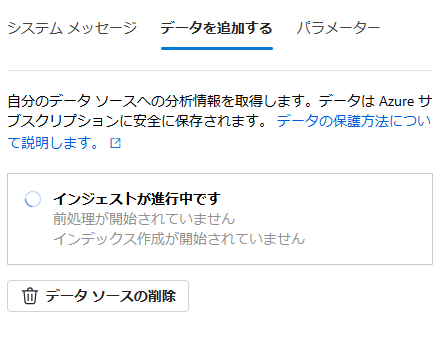 システム メッセージ データを追加する パラメーター
自分のデータ ソースへの分析情報を取得します。データは Azure サ
ブスクリプションに安全に保存されます。 データの保護方法につい
て説明します。
インジェストが進行中です
前処理が開始されていません
インデックス作成が開始されていません
データ ソースの削除